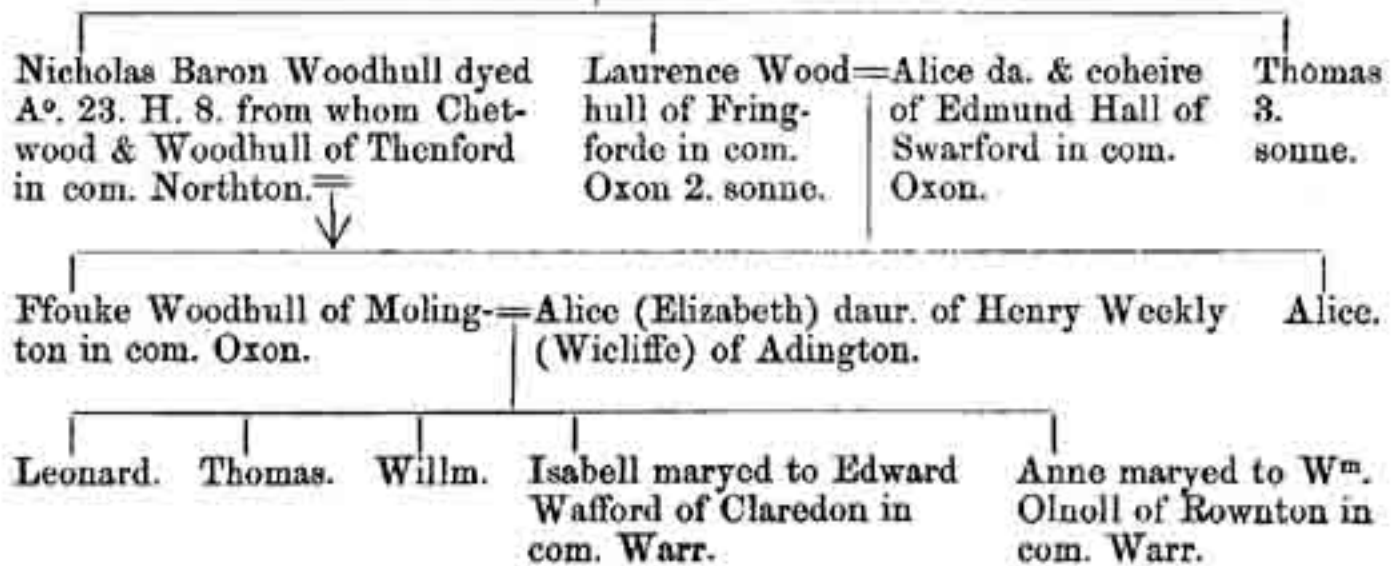 Nicholas Baron Woodhull dyed
Aº. 23. H. 8. from whom Chet-
wood & Woodhull of Thenford
in com. Northton.=
Laurence Wood=
hull of Fring-
forde in com.
Oxon 2. sonne.
Alice da. & coheire
of Edmund Hall of
Swarford in com.
Oxon.
Thomas
3.
sonne.
Ffouke Woodhull of Moling-=
ton in com. Oxon.
Alice (Elizabeth) daur. of Henry Weekly
(Wicliffe) of Adington.
Alice.
Leonard.
Thomas.
Willm.
Isabell maryed to Edward
Wafford of Claredon in
com. Warr.
Anne maryed to Wᵐ.
Olnoll of Rownton in
com. Warr.